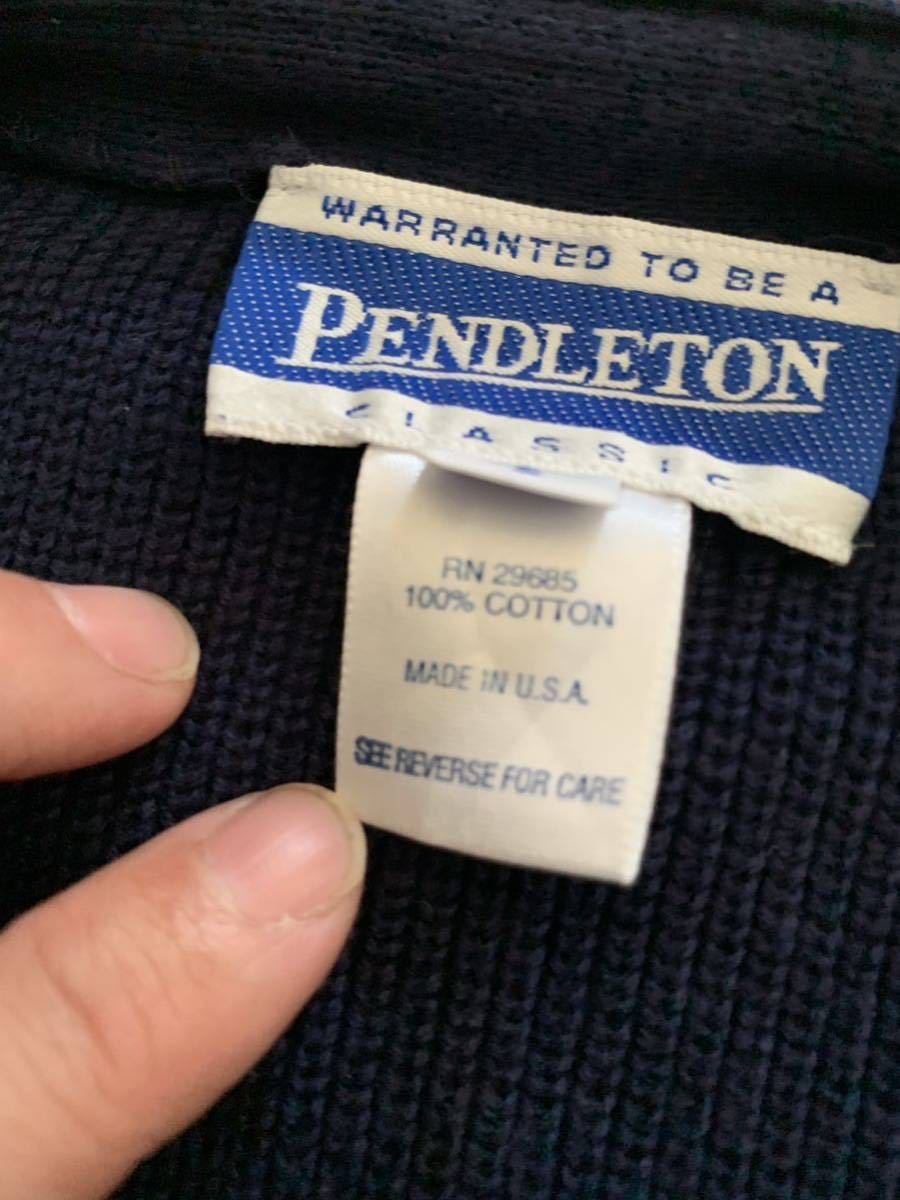 WARRANTED TO BE A
PENDLETON
CLASSIC
RN 29685
100% COTTON
MADE IN U.S.A.
SEE REVERSE FOR CARE